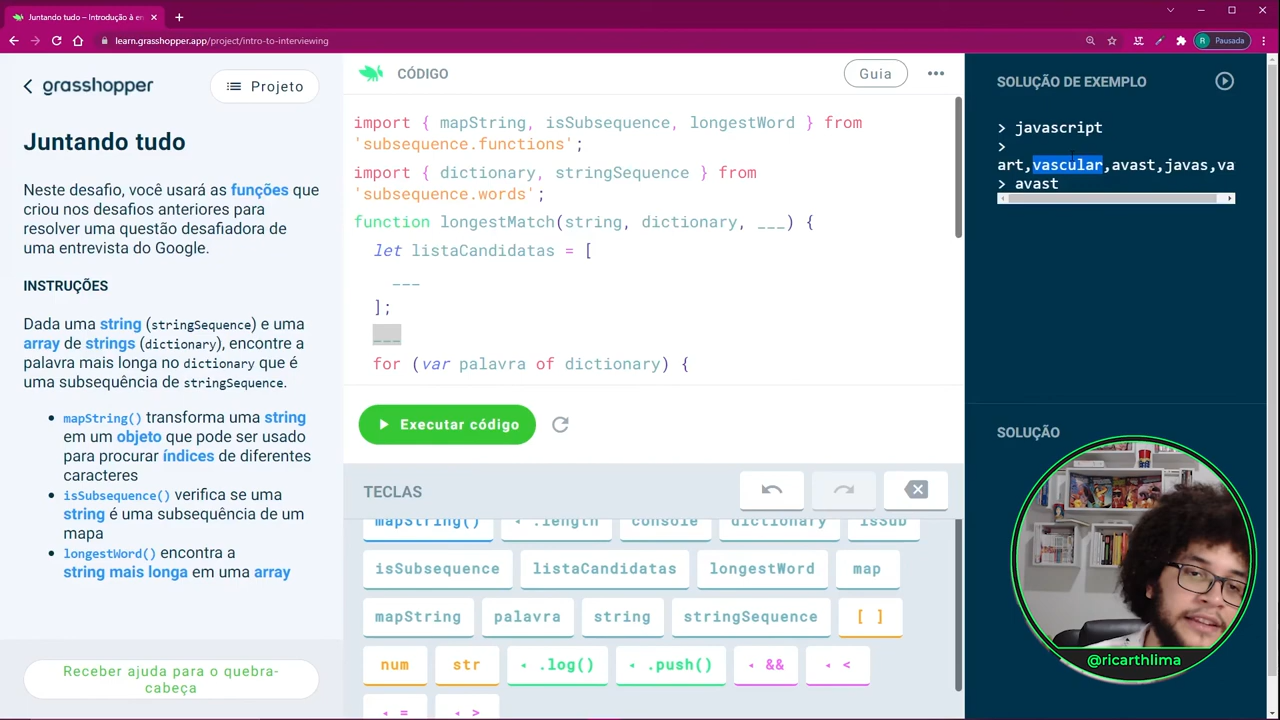 Juntando tudo – Introdução à en
learn.grasshopper.app/project/intro-to-interviewing
R Pausada
grasshopper
Projeto
Juntando tudo
Neste desafio, você usará as funções que
criou nos desafios anteriores para
resolver uma questão desafiadora de
uma entrevista do Google.
INSTRUÇÕES
Dada uma string (stringSequence) e uma
array de strings (dictionary), encontre a
palavra mais longa no dictionary que é
uma subsequência de stringSequence.
• mapString() transforma uma string
em um objeto que pode ser usado
para procurar índices de diferentes
caracteres
• isSubsequence() verifica se uma
string é uma subsequência de um
mapa
• longestWord() encontra a
string mais longa em uma array
Receber ajuda para o quebra-
cabeça
CÓDIGO
Guia
import { mapString, isSubsequence, longestWord } from
'subsequence.functions';
import { dictionary, stringSequence } from
'subsequence.words';
function longestMatch(string, dictionary, ___) {
let listaCandidatas = [
___
];
___
for (var palavra of dictionary) {
Executar código
TECLAS
mapString() .length console dictionary isSub
isSubsequence listaCandidatas longestWord map
mapString palavra string stringSequence [ ]
num str .log() .push() && <
= >
SOLUÇÃO DE EXEMPLO
> javascript
>
art,vascular,avast,javas,va
> avast
SOLUÇÃO
@ricarthlima